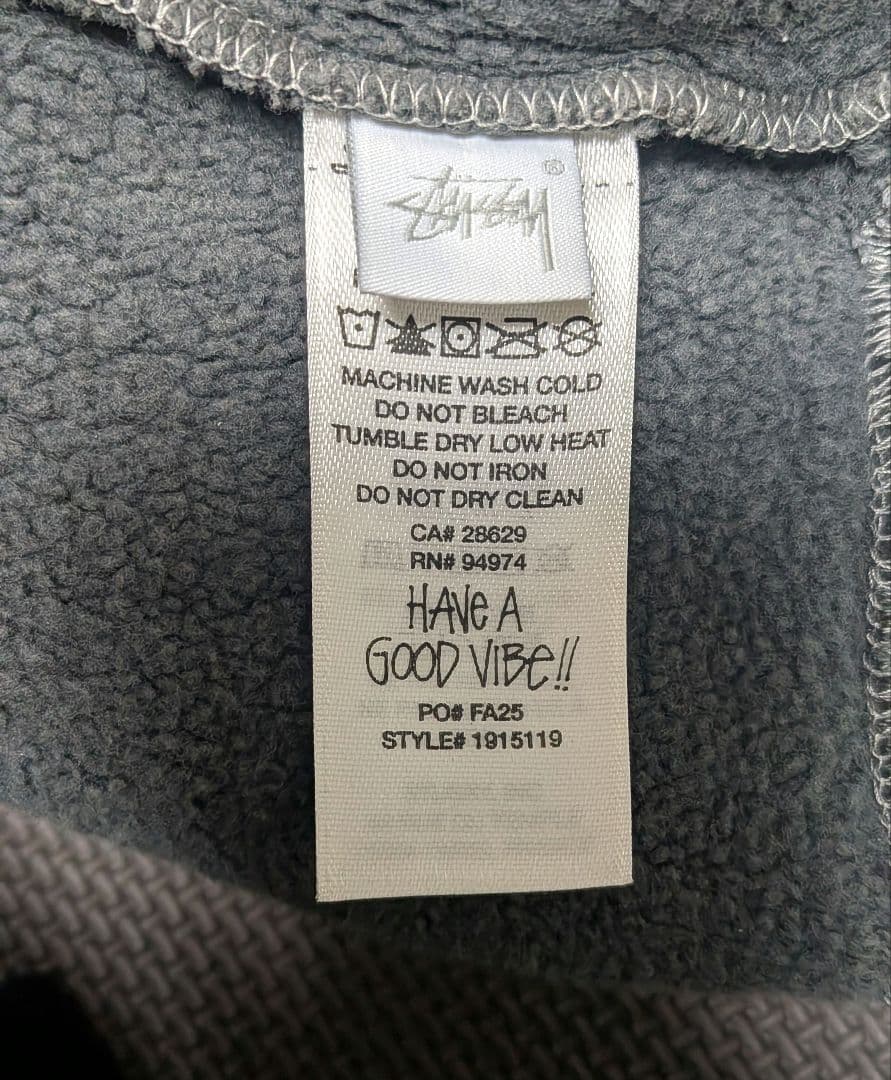 Stüssy ®
MACHINE WASH COLD
DO NOT BLEACH
TUMBLE DRY LOW HEAT
DO NOT IRON
DO NOT DRY CLEAN
CA# 28629
RN# 94974
HAVE A
GOOD VIBE!!
PO# FA25
STYLE# 1915119